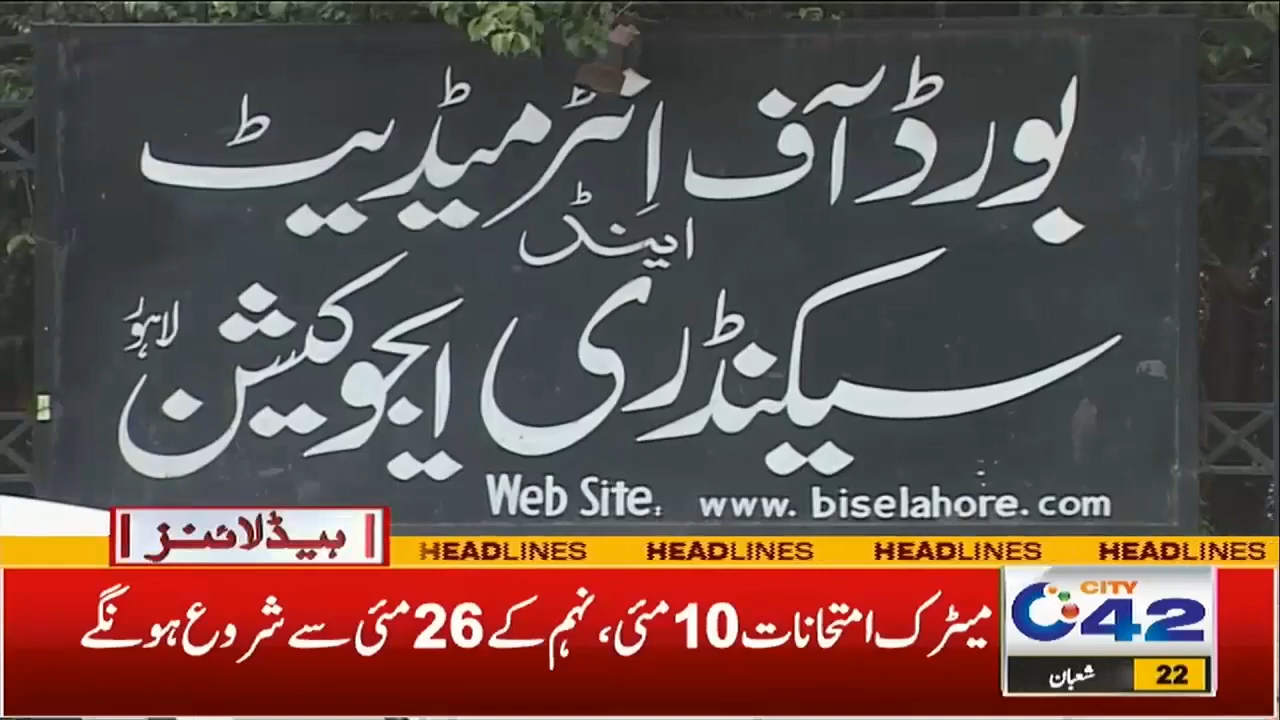 بورڈ آف انٹرمیڈیٹ
اینڈ
سیکنڈری ایجوکیشن لاہور
Web Site: www.biselahore.com
ہیڈلائنز
HEADLINES HEADLINES HEADLINES HEADLINES
میٹرک امتحانات 10 مئی، نہم کے 26 مئی سے شروع ہونگے
CITY
42
22 شعبان